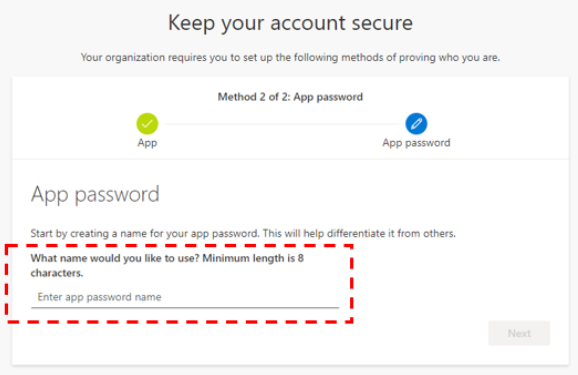 Keep your account secure
Your organization requires you to set up the following methods of proving who you are.
Method 2 of 2: App password
App
App password
App password
Start by creating a name for your app password. This will help differentiate it from others.
What name would you like to use? Minimum length is 8
characters.
Enter app password name
Next